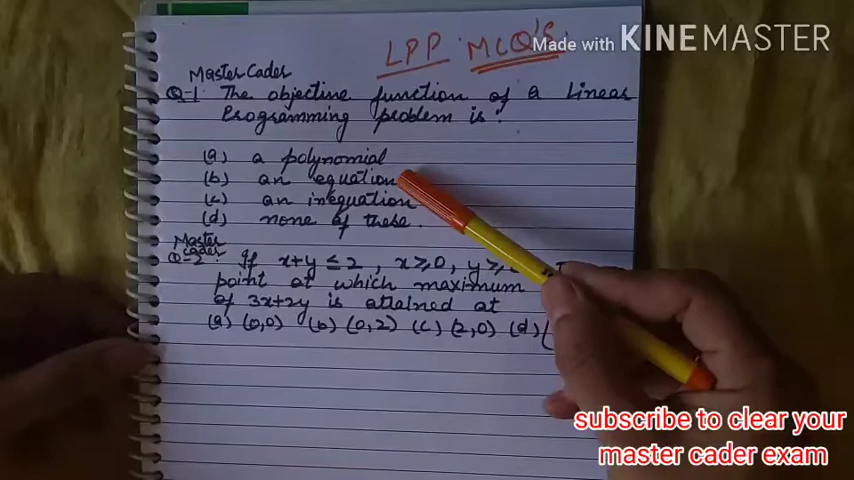 LPP MCQ's
Made with KINEMASTER
Master Cader
Q-1 The objective function of a Linear
Programming problem is:
(a) a polynomial
(b) an equation
(c) an inequation
(d) none of these.
Master
Cader
Q-2 If x+y≤2, x≥0, y≥
point at which maximum
of 3x+2y is attained at
(a) (0,0) (b) (0,2) (c) (2,0) (d) (
subscribe to clear your
master cader exam)